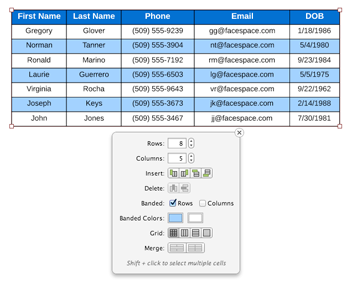 First Name Last Name Phone Email DOB
Gregory Glover (509) 555-9239 gg@facespace.com 1/18/1986
Norman Tanner (509) 555-3904 nt@facespace.com 5/4/1980
Ronald Marino (509) 555-7192 rm@facespace.com 9/23/1984
Laurie Guerrero (509) 555-6503 lg@facespace.com 5/5/1975
Virginia Rocha (509) 555-9643 vr@facespace.com 9/22/1962
Joseph Keys (509) 555-3673 jk@facespace.com 2/14/1988
John Jones (509) 555-3467 jj@facespace.com 7/30/1981
Rows: 8
Columns: 5
Insert:
Delete:
Banded: Rows Columns
Banded Colors:
Grid:
Merge:
Shift + click to select multiple cells